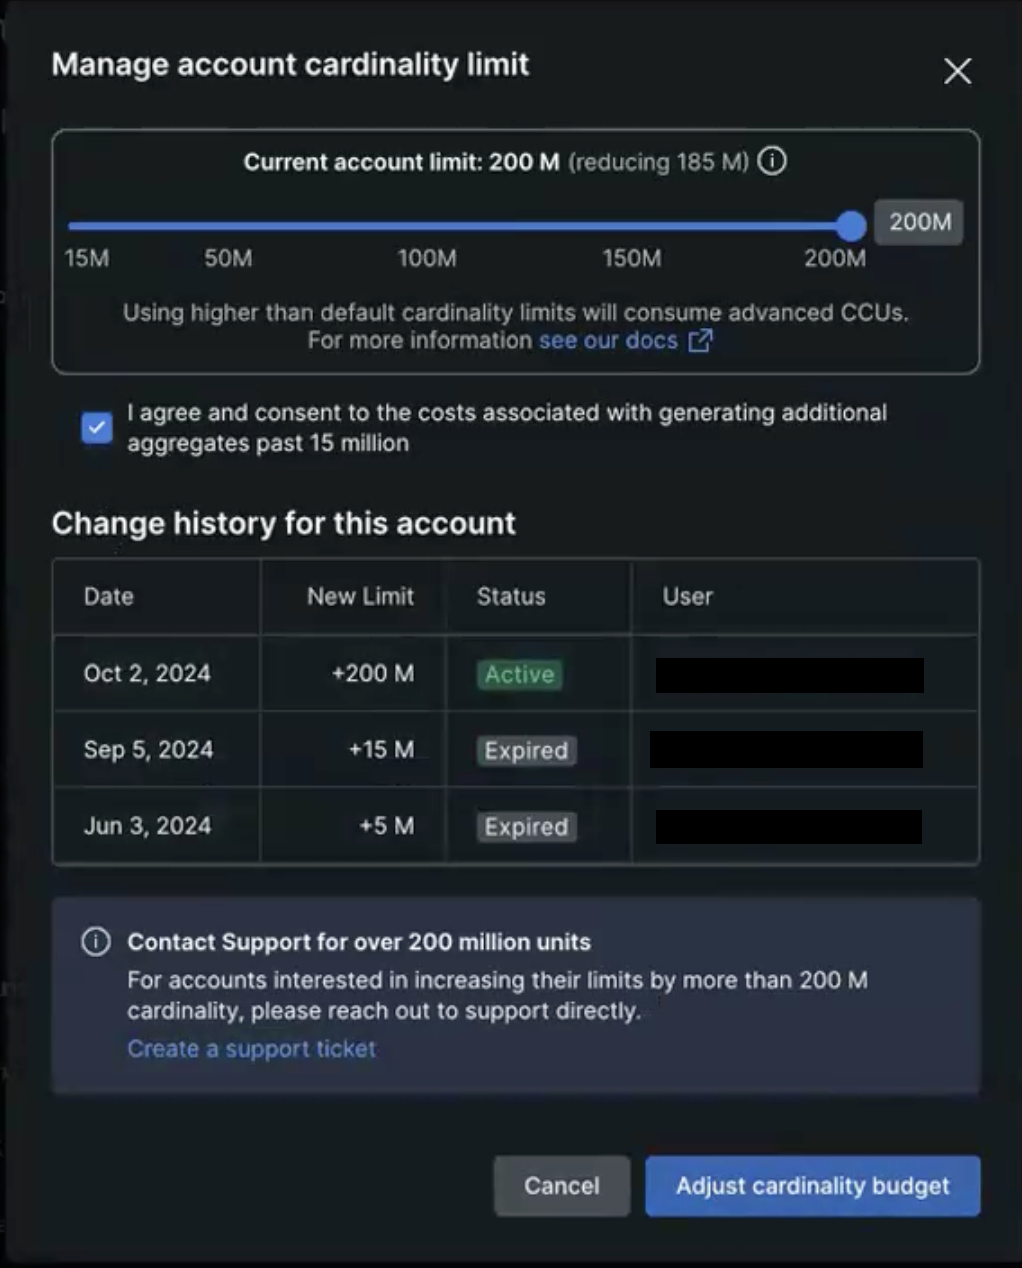 Manage account cardinality limit
Current account limit: 200 M (reducing 185 M)
200M
15M 50M 100M 150M 200M
Using higher than default cardinality limits will consume advanced CCUs.
For more information see our docs
I agree and consent to the costs associated with generating additional
aggregates past 15 million
Change history for this account
Date New Limit Status User
Oct 2, 2024 +200 M Active
Sep 5, 2024 +15 M Expired
Jun 3, 2024 +5 M Expired
Contact Support for over 200 million units
For accounts interested in increasing their limits by more than 200 M
cardinality, please reach out to support directly.
Create a support ticket
Cancel Adjust cardinality budget